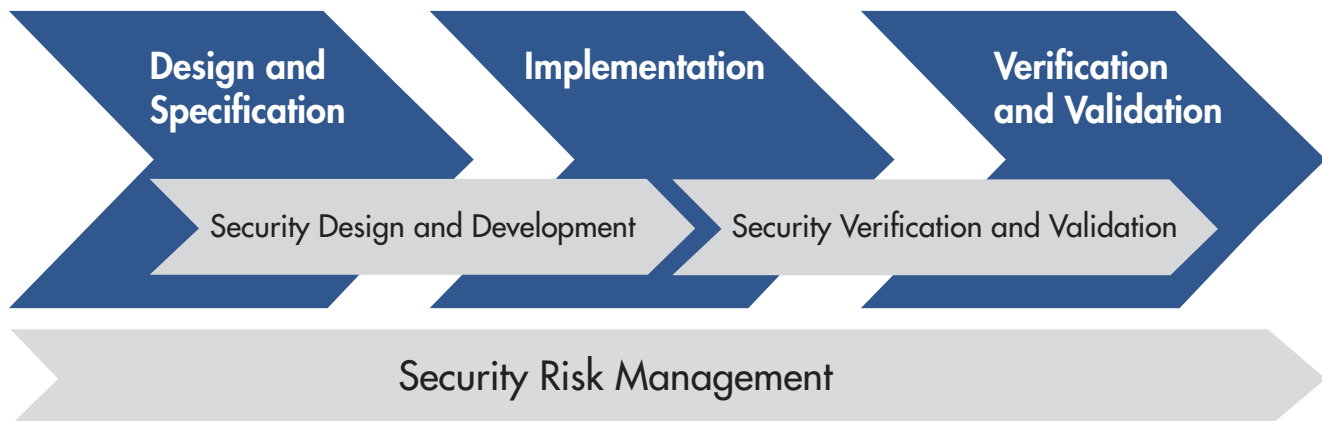 Design and
Specification
Implementation
Verification
and Validation
Security Design and Development
Security Verification and Validation
Security Risk Management